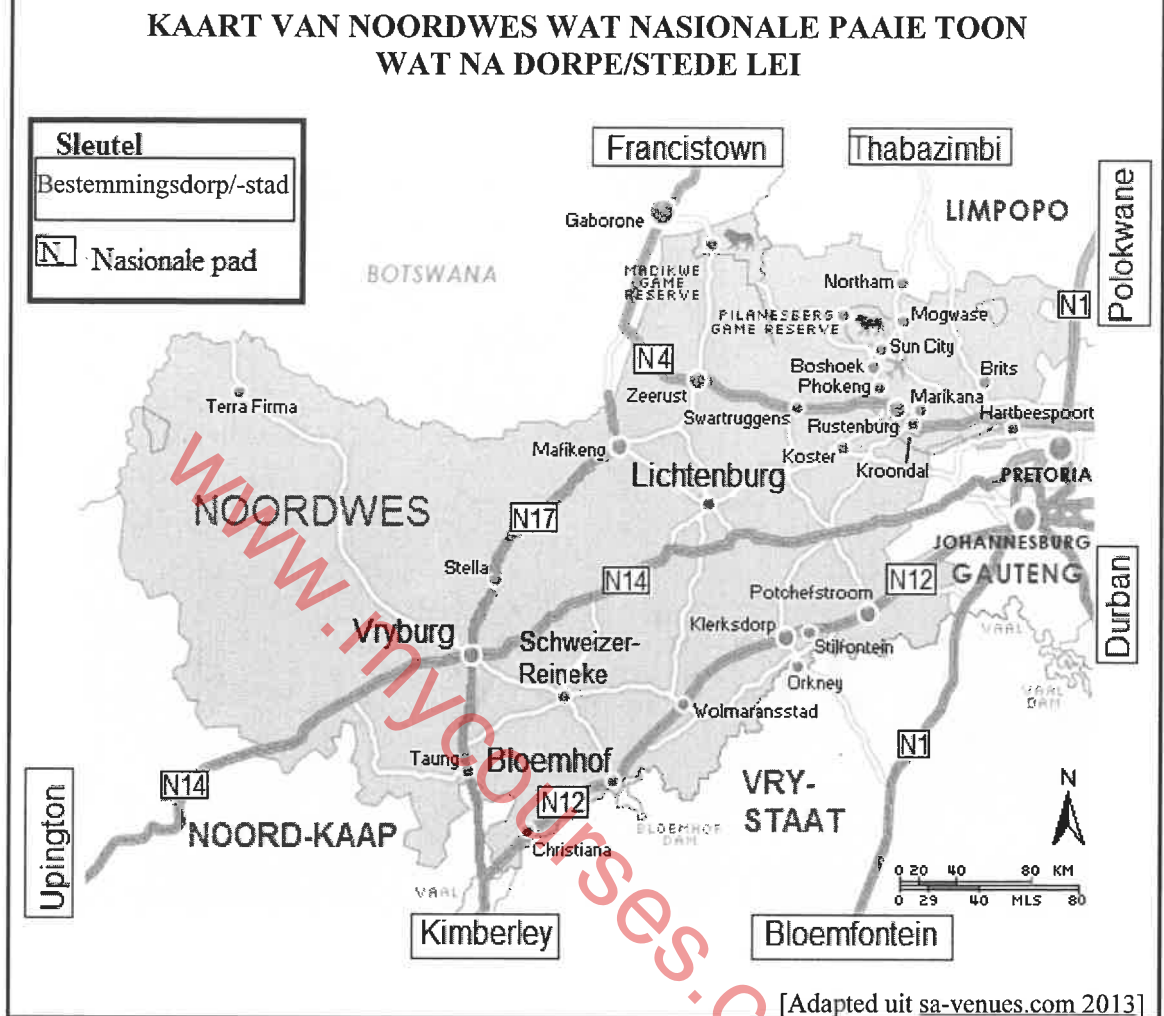 KAART VAN NOORDWES WAT NASIONALE PAAIE TOON
WAT NA DORPE/STEDE LEI
Sleutel
Bestemmingsdorp/-stad
N Nasionale pad
Francistown
Thabazimbi
Polokwane
LIMPOPO
Gaborone
BOTSWANA
MADIKWE
GAME
RESERVE
Northam
N1
PILANESBERG
GAME RESERVE
Mogwase
Sun City
N4
Boshoek
Brits
Phokeng
Zeerust
Marikana
Terra Firma
Swartruggens
Hartbeespoort
Rustenburg
Mafikeng
Koster
Kroondal
Lichtenburg
PRETORIA
NOORDWES
N17
JOHANNESBURG
Stella
N14
GAUTENG
N12
Durban
Potchefstroom
Vryburg
Klerksdorp
VAAL
Schweizer-
Reineke
Stilfontein
Orkney
VAAL
DAM
Wolmaransstad
N1
Taung
Bloemhof
N14
N12
VRY-
STAAT
N
Upington
NOORD-KAAP
BLOEMHOF
DAM
Christiana
0 20 40 80 KM
0 29 40 MLS 80
VAAL
Kimberley
Bloemfontein
[Adapted uit sa-venues.com 2013]
www.mycourses.c